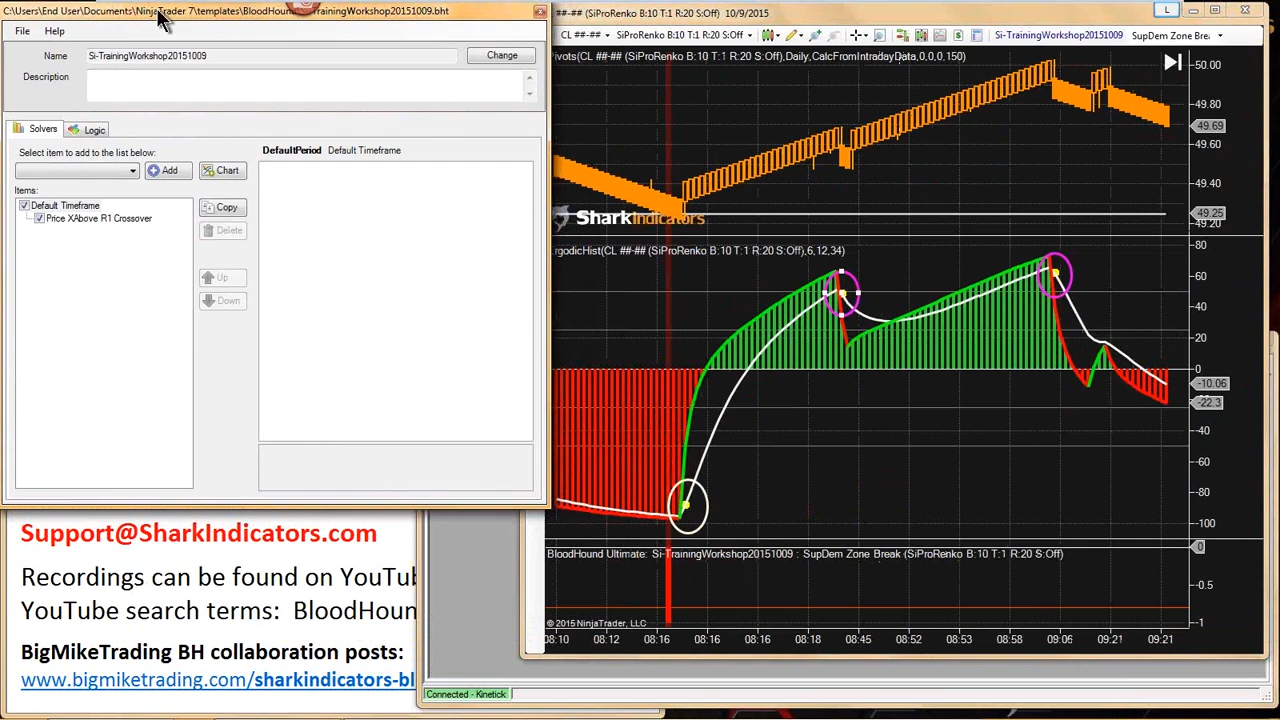 C:\Users\End User\Documents\NinjaTrader 7\templates\BloodHoun TrainingWorkshop20151009.bht
File Help
Name Si-TrainingWorkshop20151009 Change
Description
Solvers Logic
Select item to add to the list below:
Add Chart
Items:
Default Timeframe
Price XAbove R1 Crossover
Copy
Delete
Up
Down
DefaultPeriod Default Timeframe
##-## (SiProRenko B:10 T:1 R:20 S:Off) 10/9/2015
L
CL ##-## SiProRenko B:10 T:1 R:20 S:Off Si-TrainingWorkshop20151009 SupDem Zone Break
Pivots(CL ##-## (SiProRenko B:10 T:1 R:20 S:Off),Daily,CalcFromIntradayData,0,0,0,150)
50.00
49.80
49.69
49.60
49.40
49.25
49.20
SharkIndicators
ErgodicHist(CL ##-## (SiProRenko B:10 T:1 R:20 S:Off),6,12,34)
80
60
40
20
0
-10.06
-22.3
-40
-60
-80
-100
BloodHound Ultimate: Si-TrainingWorkshop20151009 : SupDem Zone Break (SiProRenko B:10 T:1 R:20 S:Off)
0
-0.5
-1
© 2015 NinjaTrader, LLC
08:10 08:12 08:16 08:16 08:18 08:45 08:52 08:53 08:58 09:06 09:21 09:21
Support@SharkIndicators.com
Recordings can be found on YouTub
YouTube search terms: BloodHoun
BigMikeTrading BH collaboration posts:
www.bigmiketrading.com/sharkindicators-bl
Connected - Kinetick